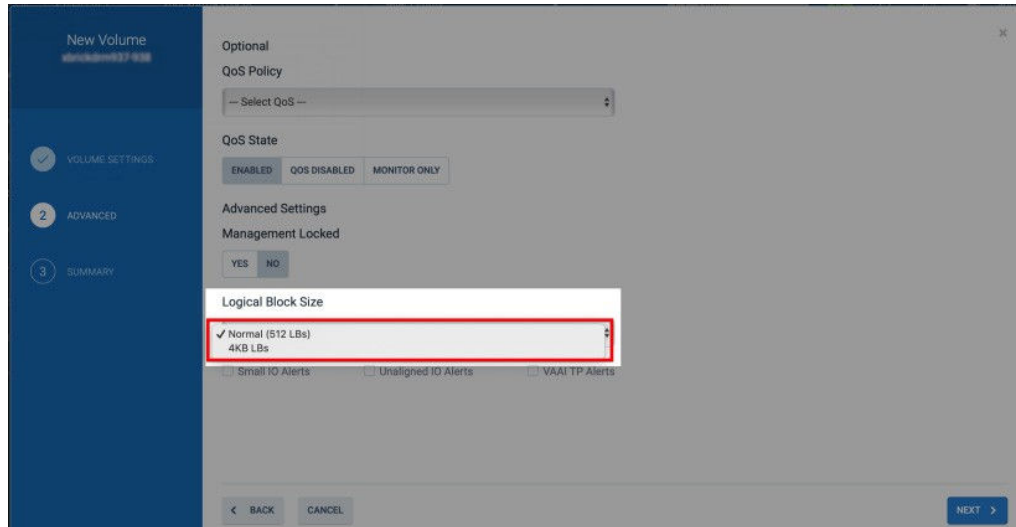 New Volume
Optional
QoS Policy
— Select QoS —
QoS State
ENABLED QOS DISABLED MONITOR ONLY
VOLUME SETTINGS
2 ADVANCED
3 SUMMARY
Advanced Settings
Management Locked
YES NO
Logical Block Size
✓ Normal (512 LBs)
4KB LBs
Small IO Alerts Unaligned IO Alerts VAAI TP Alerts
< BACK CANCEL NEXT >